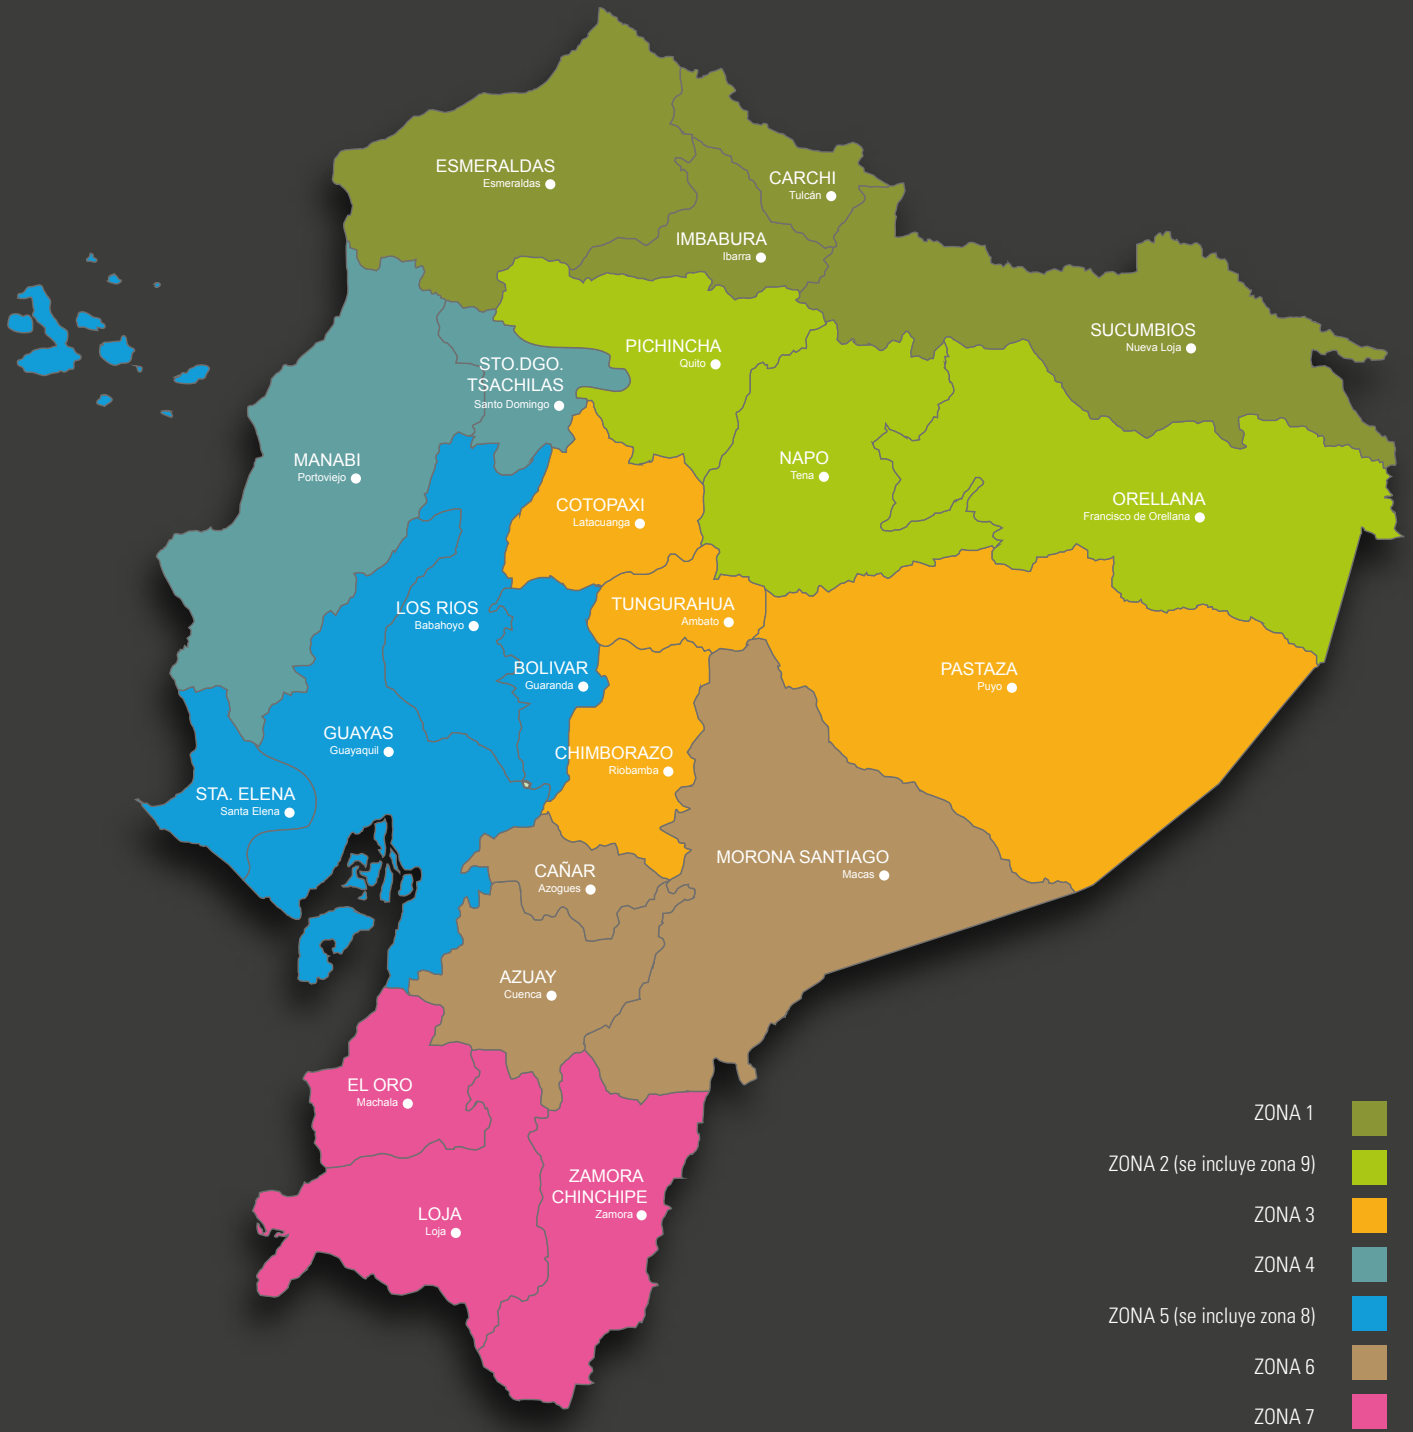 ESMERALDAS
Esmeraldas
CARCHI
Tulcán
IMBABURA
Ibarra
SUCUMBIOS
Nueva Loja
PICHINCHA
Quito
STO.DGO.
TSACHILAS
Santo Domingo
MANABI
Portoviejo
NAPO
Tena
ORELLANA
Francisco de Orellana
COTOPAXI
Latacuanga
LOS RIOS
Babahoyo
TUNGURAHUA
Ambato
BOLIVAR
Guaranda
PASTAZA
Puyo
GUAYAS
Guayaquil
CHIMBORAZO
Riobamba
STA. ELENA
Santa Elena
CAÑAR
Azogues
MORONA SANTIAGO
Macas
AZUAY
Cuenca
EL ORO
Machala
ZAMORA
CHINCHIPE
Zamora
LOJA
Loja
ZONA 1
ZONA 2 (se incluye zona 9)
ZONA 3
ZONA 4
ZONA 5 (se incluye zona 8)
ZONA 6
ZONA 7